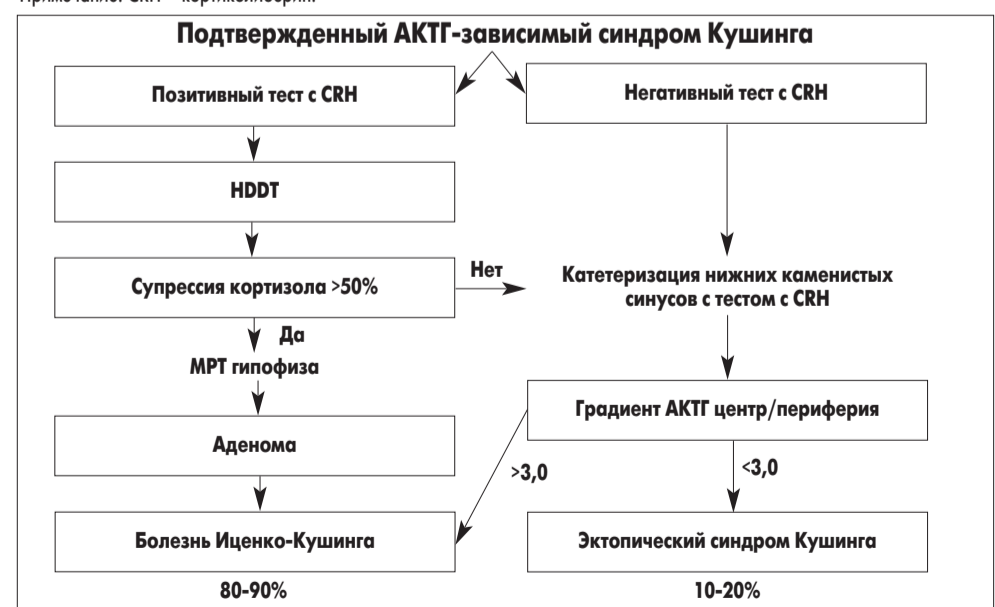 Подтвержденный АКТГ-зависимый синдром Кушинга
Позитивный тест с CRH
Негативный тест с CRH
HDDT
Супрессия кортизола >50%
Нет
Катетеризация нижних каменистых
синусов с тестом с CRH
Да
МРТ гипофиза
Градиент АКТГ центр/периферия
Аденома
>3,0
<3,0
Болезнь Иценко-Кушинга
Эктопический синдром Кушинга
80-90%
10-20%